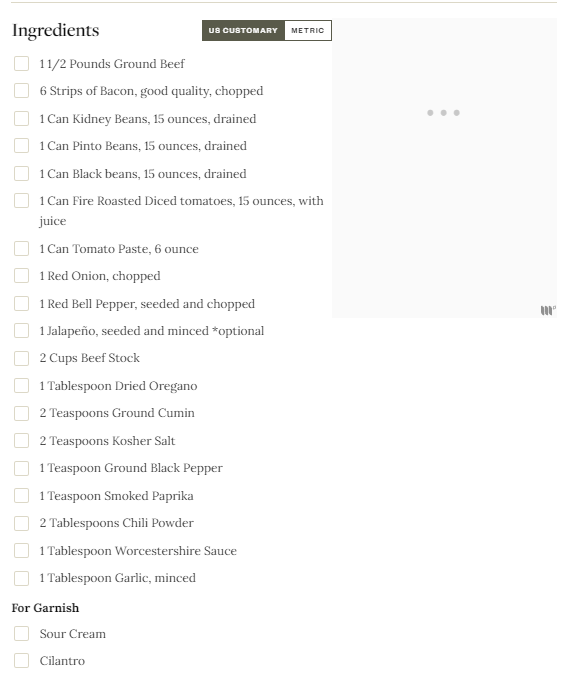 Ingredients
US CUSTOMARY METRIC
1 1/2 Pounds Ground Beef
6 Strips of Bacon, good quality, chopped
1 Can Kidney Beans, 15 ounces, drained
1 Can Pinto Beans, 15 ounces, drained
1 Can Black beans, 15 ounces, drained
1 Can Fire Roasted Diced tomatoes, 15 ounces, with
juice
1 Can Tomato Paste, 6 ounce
1 Red Onion, chopped
1 Red Bell Pepper, seeded and chopped
1 Jalapeño, seeded and minced *optional
2 Cups Beef Stock
1 Tablespoon Dried Oregano
2 Teaspoons Ground Cumin
2 Teaspoons Kosher Salt
1 Teaspoon Ground Black Pepper
1 Teaspoon Smoked Paprika
2 Tablespoons Chili Powder
1 Tablespoon Worcestershire Sauce
1 Tablespoon Garlic, minced
For Garnish
Sour Cream
Cilantro